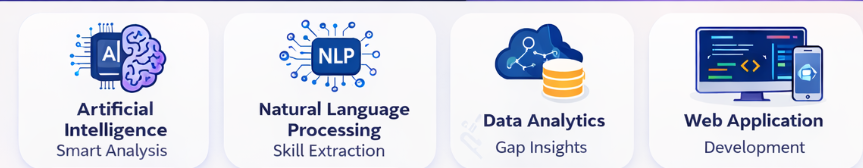 AI
Artificial
Intelligence
Smart Analysis
NLP
Natural Language
Processing
Skill Extraction
Data Analytics
Gap Insights
Web Application
Development